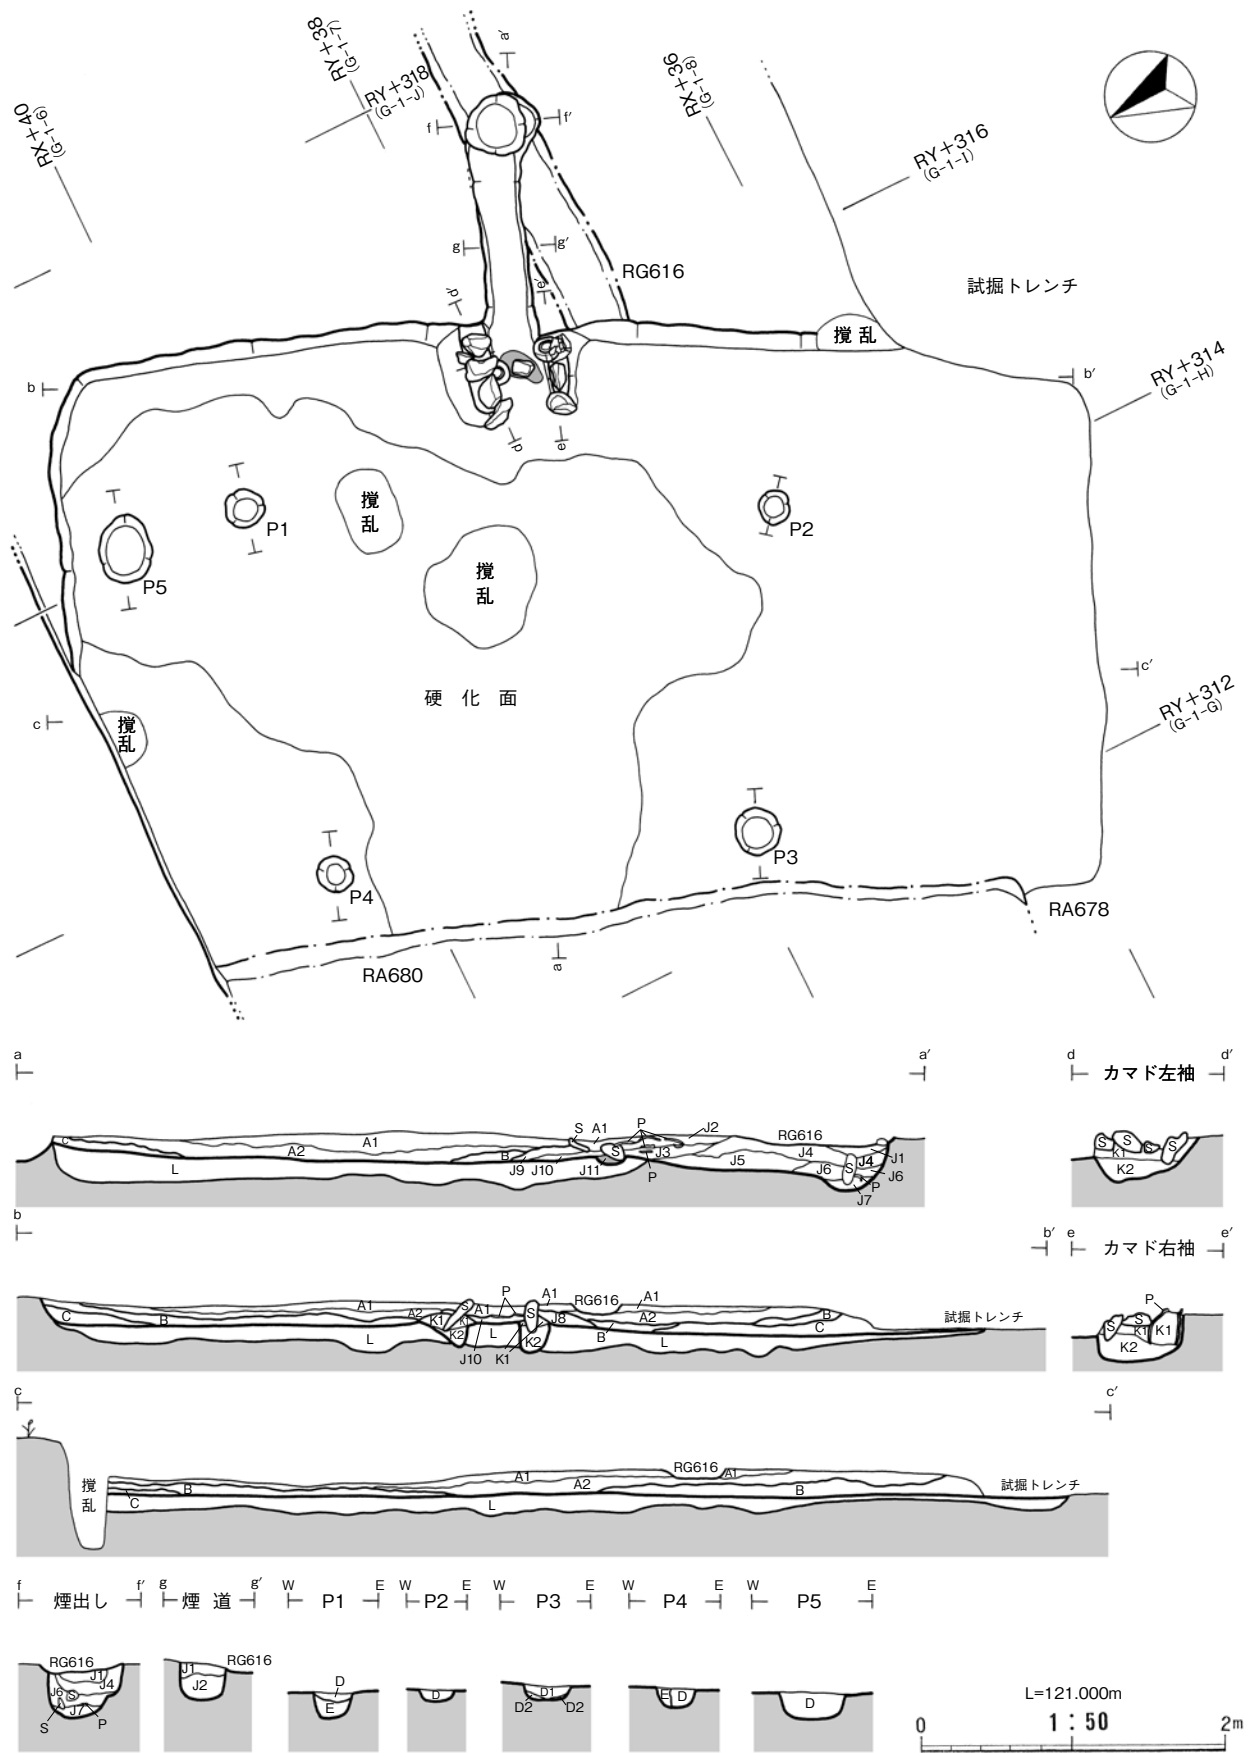 RX＋40
(G-1-6)
RY＋38
(G-1-7)
RY＋318
(G-1-J)
RX＋36
(G-1-8)
RY＋316
(G-1-I)
a′
f
f′
g
g′
d′
e′
RG616
試掘トレンチ
撹乱
RY＋314
(G-1-H)
b
b′
d
e
P1
撹乱
P2
撹乱
P5
硬化面
c
c′
撹乱
RY＋312
(G-1-G)
P3
P4
RA678
RA680
a
a
a′
d
カマド左袖
d′
S A1 P J2
C A1 A2 B J9 J10 S J11 J3 P J5 RG616 J4 J6 S J4 J1 J6 P J7
L
S S S S K1 K2
b
b′
e
カマド右袖
e′
P
C B A1 A2 K1 S A1 K1 S A1 RG616 A1 J8 A2 B B C 試掘トレンチ
L K2 L K2 L
J10 K1
P
S S K1 K1 K2
c
c′
撹乱
C B A1 A2 RG616 A1 B 試掘トレンチ
L
f 煙出し f′
g 煙道 g′
W P1 E
W P2 E
W P3 E
W P4 E
W P5 E
RG616
J1 J4 J6 S J7
S P
RG616
J1
J2
D
E
D
D1
D2 D2
E D
D
L=121.000m
1：50
0 2m